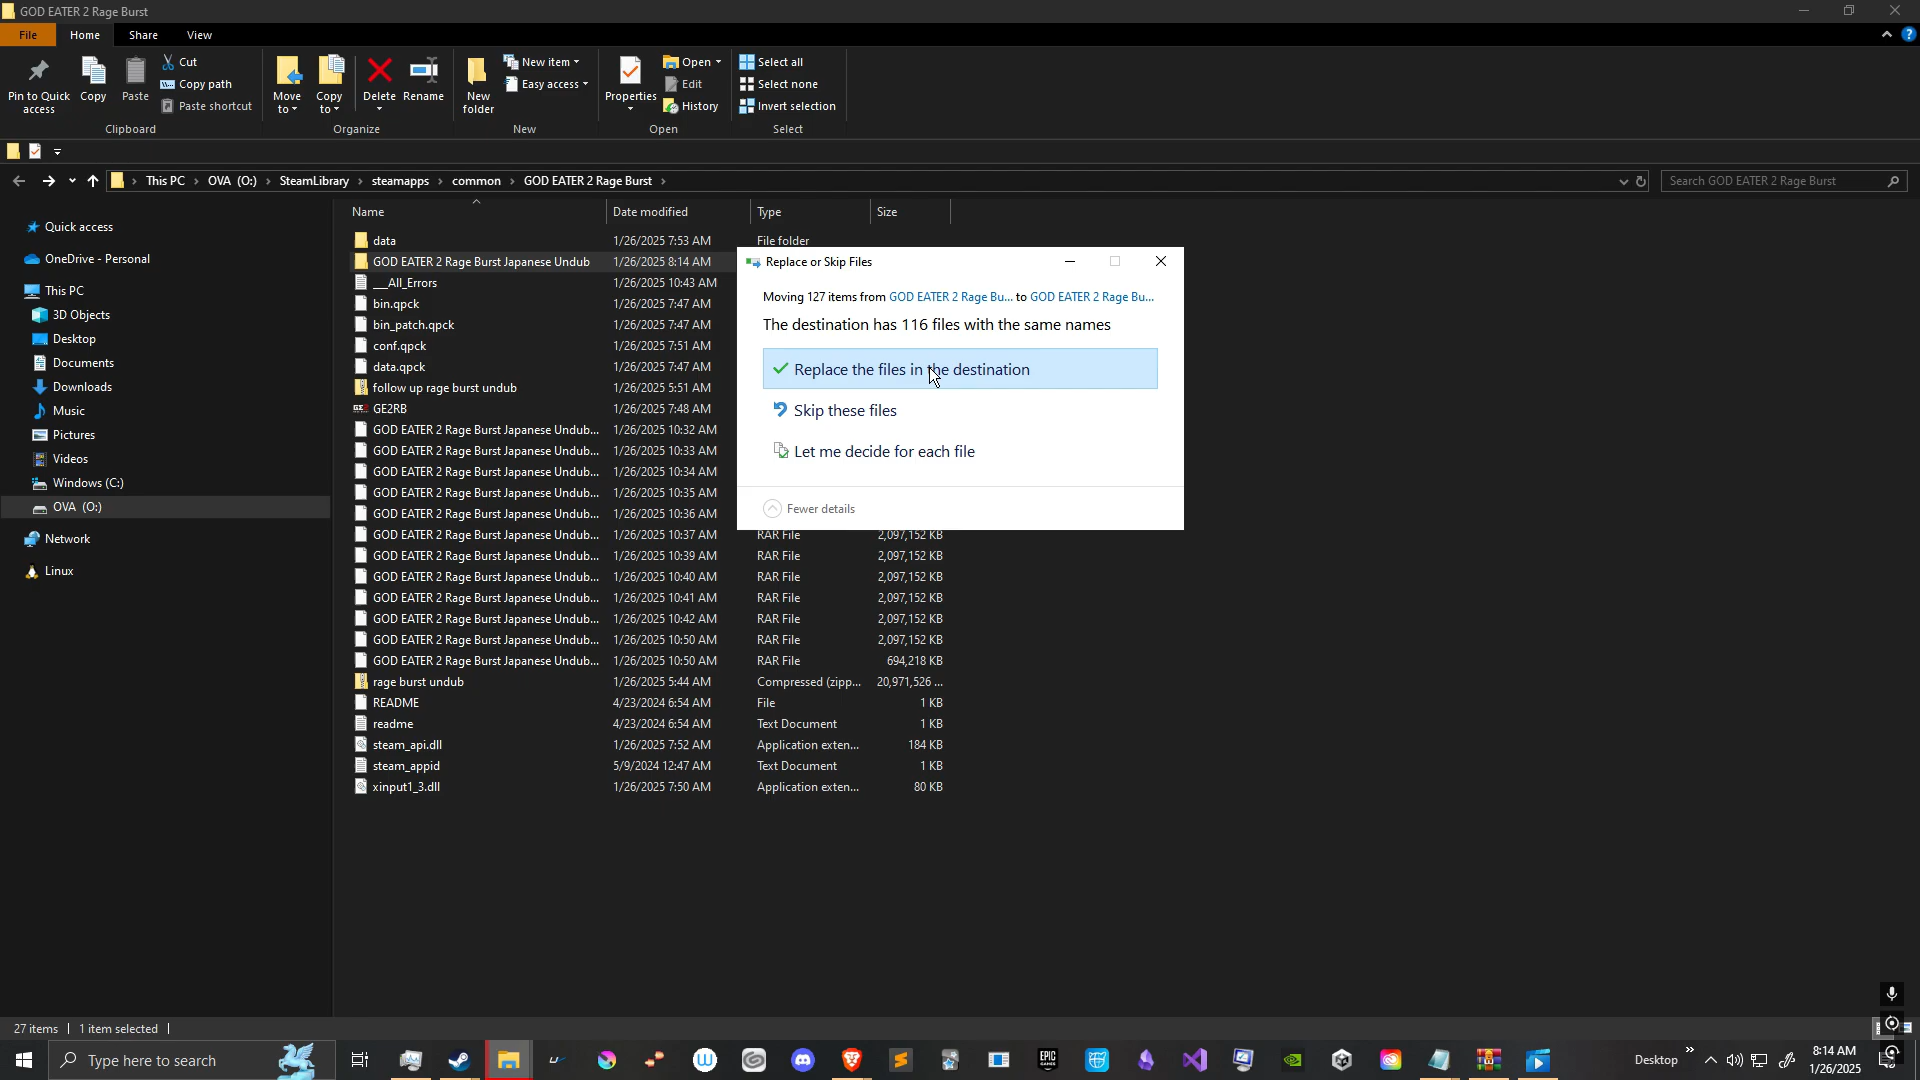 GOD EATER 2 Rage Burst
File Home Share View
Pin to Quick access
Copy
Paste
Cut
Copy path
Paste shortcut
Clipboard
Move to
Copy to
Delete
Rename
Organize
New folder
New item
Easy access
New
Properties
Open
Edit
History
Open
Select all
Select none
Invert selection
Select
This PC OVA (O:) SteamLibrary steamapps common GOD EATER 2 Rage Burst
Search GOD EATER 2 Rage Burst
Quick access
OneDrive - Personal
This PC
3D Objects
Desktop
Documents
Downloads
Music
Pictures
Videos
Windows (C:)
OVA (O:)
Network
Linux
Name Date modified Type Size
data 1/26/2025 7:53 AM File folder
GOD EATER 2 Rage Burst Japanese Undub 1/26/2025 8:14 AM
___All_Errors 1/26/2025 10:43 AM
bin.qpck 1/26/2025 7:47 AM
bin_patch.qpck 1/26/2025 7:47 AM
conf.qpck 1/26/2025 7:51 AM
data.qpck 1/26/2025 7:47 AM
follow up rage burst undub 1/26/2025 5:51 AM
GE2RB 1/26/2025 7:48 AM
GOD EATER 2 Rage Burst Japanese Undub... 1/26/2025 10:32 AM
GOD EATER 2 Rage Burst Japanese Undub... 1/26/2025 10:33 AM
GOD EATER 2 Rage Burst Japanese Undub... 1/26/2025 10:34 AM
GOD EATER 2 Rage Burst Japanese Undub... 1/26/2025 10:35 AM
GOD EATER 2 Rage Burst Japanese Undub... 1/26/2025 10:36 AM
GOD EATER 2 Rage Burst Japanese Undub... 1/26/2025 10:37 AM RAR File 2,097,152 KB
GOD EATER 2 Rage Burst Japanese Undub... 1/26/2025 10:39 AM RAR File 2,097,152 KB
GOD EATER 2 Rage Burst Japanese Undub... 1/26/2025 10:40 AM RAR File 2,097,152 KB
GOD EATER 2 Rage Burst Japanese Undub... 1/26/2025 10:41 AM RAR File 2,097,152 KB
GOD EATER 2 Rage Burst Japanese Undub... 1/26/2025 10:42 AM RAR File 2,097,152 KB
GOD EATER 2 Rage Burst Japanese Undub... 1/26/2025 10:50 AM RAR File 2,097,152 KB
GOD EATER 2 Rage Burst Japanese Undub... 1/26/2025 10:50 AM RAR File 694,218 KB
rage burst undub 1/26/2025 5:44 AM Compressed (zipp... 20,971,526 ...
README 4/23/2024 6:54 AM File 1 KB
readme 4/23/2024 6:54 AM Text Document 1 KB
steam_api.dll 1/26/2025 7:52 AM Application exten... 184 KB
steam_appid 5/9/2024 12:47 AM Text Document 1 KB
xinput1_3.dll 1/26/2025 7:50 AM Application exten... 80 KB
Replace or Skip Files
Moving 127 items from GOD EATER 2 Rage Bu... to GOD EATER 2 Rage Bu...
The destination has 116 files with the same names
Replace the files in the destination
Skip these files
Let me decide for each file
Fewer details
27 items 1 item selected
Type here to search
EPIC GAMES
Desktop
8:14 AM
1/26/2025